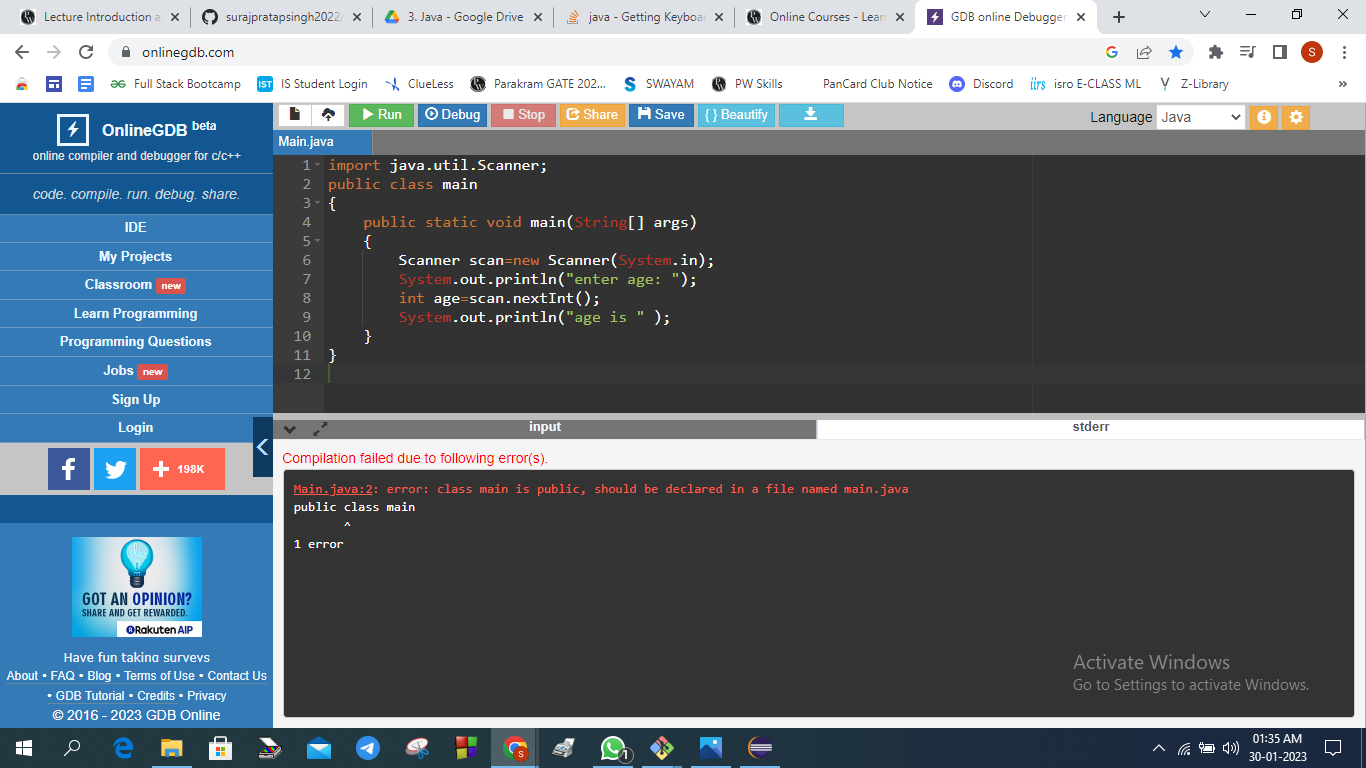 Lecture Introduction a
surajpratapsingh2022
3. Java - Google Drive
java - Getting Keyboa
Online Courses - Lear
GDB online Debugger
onlinegdb.com
S
Full Stack Bootcamp
IST IS Student Login
ClueLess
Parakram GATE 202...
SWAYAM
PW Skills
PanCard Club Notice
Discord
iirs isro E-CLASS ML
Z-Library
»
OnlineGDB beta
online compiler and debugger for c/c++
code. compile. run. debug. share.
IDE
My Projects
Classroom new
Learn Programming
Programming Questions
Jobs new
Sign Up
Login
198K
GOT AN OPINION?
SHARE AND GET REWARDED.
Rakuten AIP
Have fun taking surveys
About • FAQ • Blog • Terms of Use • Contact Us
• GDB Tutorial • Credits • Privacy
© 2016 - 2023 GDB Online
Run Debug Stop Share Save { } Beautify
Language Java
Main.java
1 import java.util.Scanner;
2 public class main
3 {
4 public static void main(String[] args)
5 {
6 Scanner scan=new Scanner(System.in);
7 System.out.println("enter age: ");
8 int age=scan.nextInt();
9 System.out.println("age is " );
10 }
11 }
12
input
stderr
Compilation failed due to following error(s).
Main.java:2: error: class main is public, should be declared in a file named main.java
public class main
^
1 error
Activate Windows
Go to Settings to activate Windows.
1
01:35 AM
30-01-2023